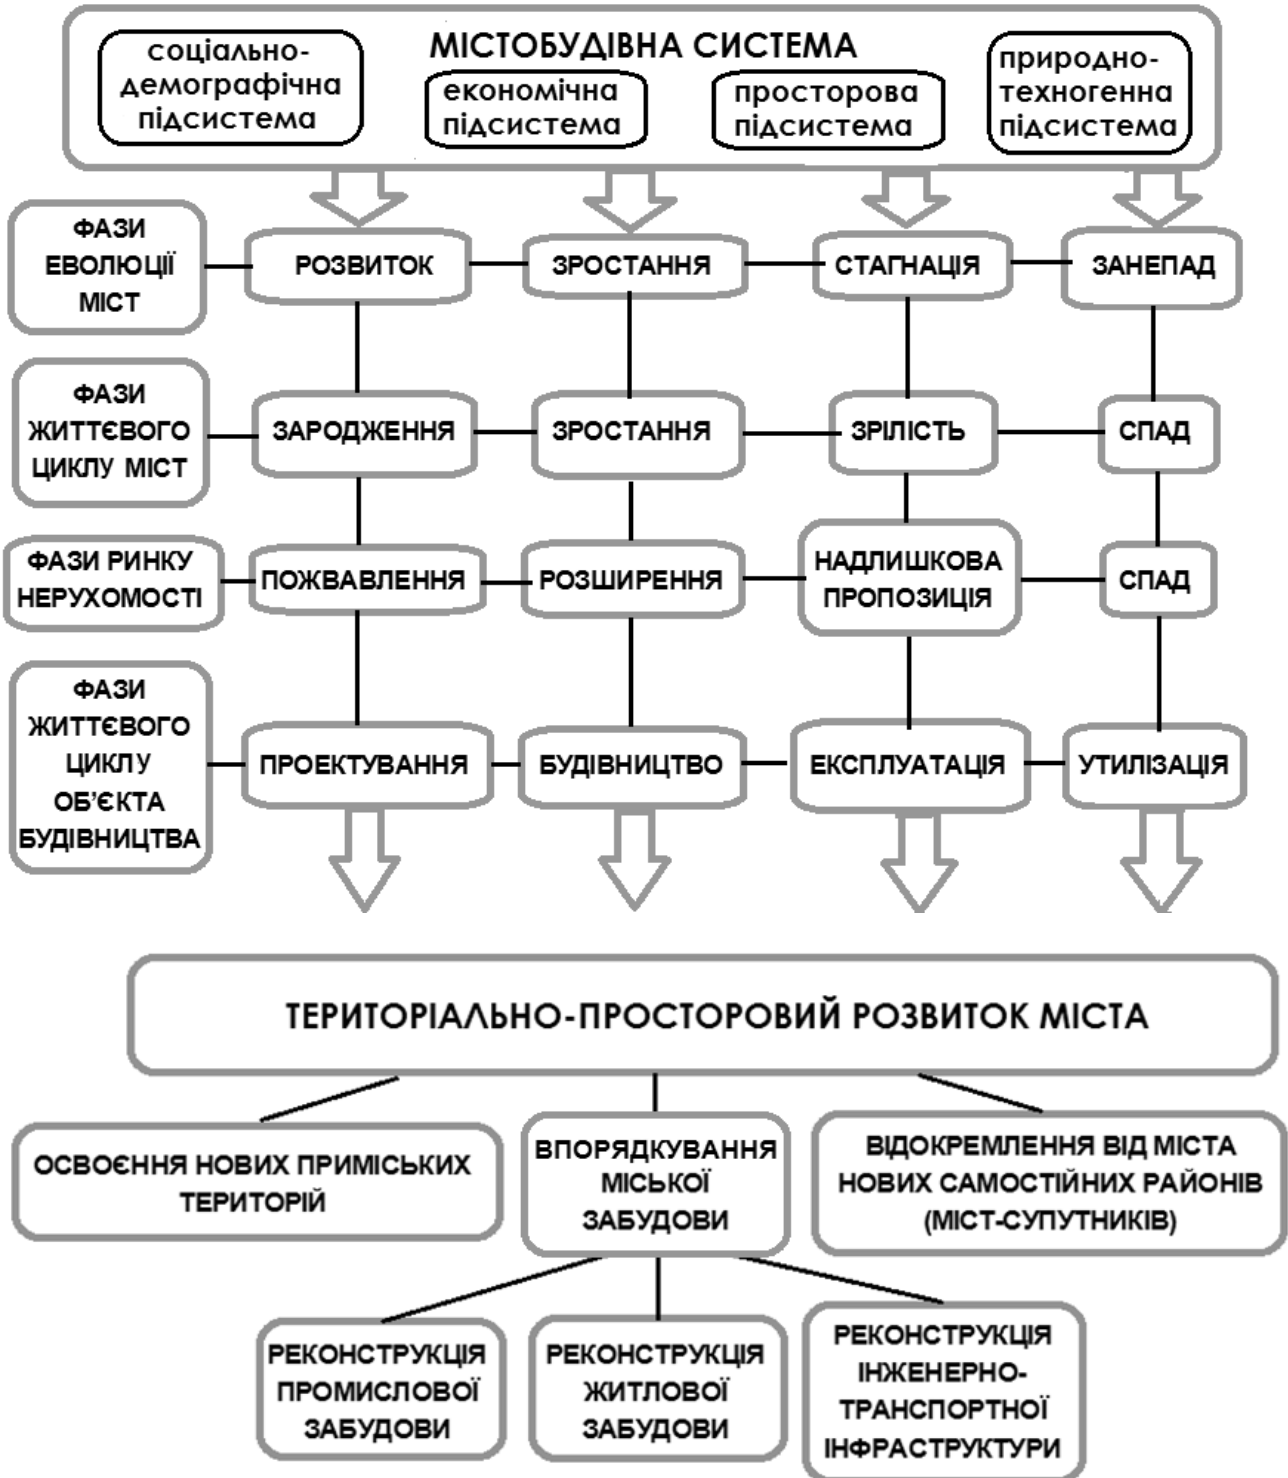 МІСТОБУДІВНА СИСТЕМА
соціально-
демографічна
підсистема
економічна
підсистема
просторова
підсистема
природно-
техногенна
підсистема
ФАЗИ
ЕВОЛЮЦІЇ
МІСТ
РОЗВИТОК
ЗРОСТАННЯ
СТАГНАЦІЯ
ЗАНЕПАД
ФАЗИ
ЖИТТЄВОГО
ЦИКЛУ МІСТ
ЗАРОДЖЕННЯ
ЗРОСТАННЯ
ЗРІЛІСТЬ
СПАД
ФАЗИ РИНКУ
НЕРУХОМОСТІ
ПОЖВАВЛЕННЯ
РОЗШИРЕННЯ
НАДЛИШКОВА
ПРОПОЗИЦІЯ
СПАД
ФАЗИ
ЖИТТЄВОГО
ЦИКЛУ
ОБ'ЄКТА
БУДІВНИЦТВА
ПРОЕКТУВАННЯ
БУДІВНИЦТВО
ЕКСПЛУАТАЦІЯ
УТИЛІЗАЦІЯ
ТЕРИТОРІАЛЬНО-ПРОСТОРОВИЙ РОЗВИТОК МІСТА
ОСВОЄННЯ НОВИХ ПРИМІСЬКИХ
ТЕРИТОРІЙ
ВПОРЯДКУВАННЯ
МІСЬКОЇ
ЗАБУДОВИ
ВІДОКРЕМЛЕННЯ ВІД МІСТА
НОВИХ САМОСТІЙНИХ РАЙОНІВ
(МІСТ-СУПУТНИКІВ)
РЕКОНСТРУКЦІЯ
ПРОМИСЛОВОЇ
ЗАБУДОВИ
РЕКОНСТРУКЦІЯ
ЖИТЛОВОЇ
ЗАБУДОВИ
РЕКОНСТРУКЦІЯ
ІНЖЕНЕРНО-
ТРАНСПОРТНОЇ
ІНФРАСТРУКТУРИ